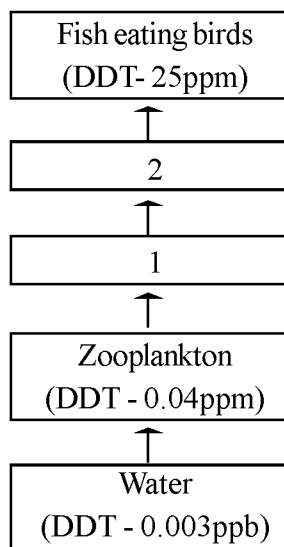 Fish eating birds
(DDT- 25ppm)
2
1
Zooplankton
(DDT - 0.04ppm)
Water
(DDT - 0.003ppb)